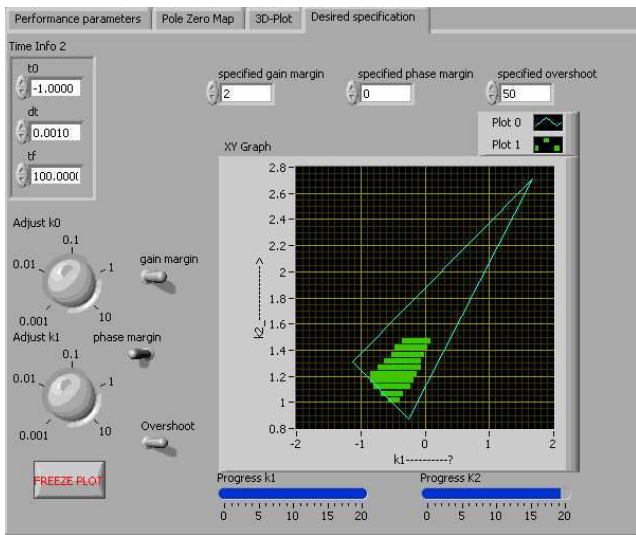 Performance parameters
Pole Zero Map
3D-Plot
Desired specification
Time Info 2
t0
-1.0000
dt
0.0010
tf
100.000(
specified gain margin
2
specified phase margin
0
specified overshoot
50
Plot 0
Plot 1
XY Graph
2.8
2.6
2.4
2.2
2
1.8
1.6
1.4
1.2
1
0.8
k2_----------->
-2
-1
0
1
2
k1----------?
Adjust k0
0.001
0.01
0.1
1
10
gain margin
Adjust k1
0.001
0.01
0.1
1
10
phase margin
Overshoot
FREEZE PLOT
Progress k1
0 5 10 15 20
Progress K2
0 5 10 15 20